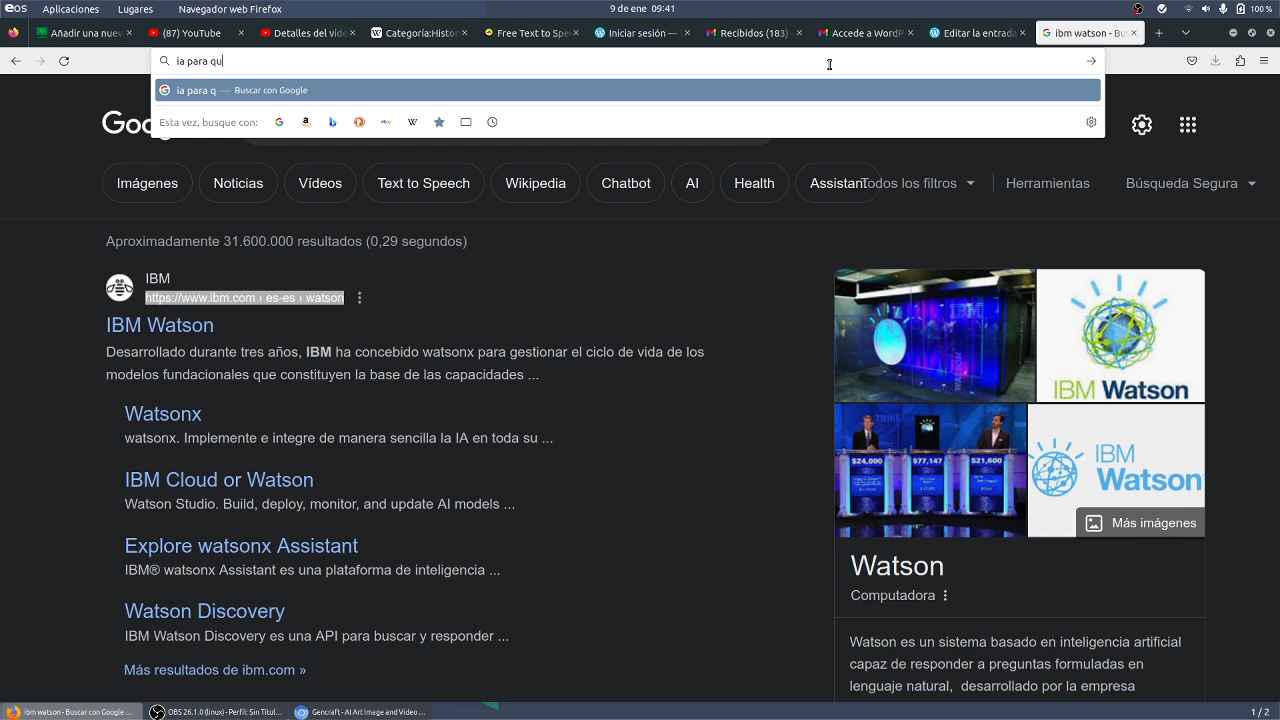 eos Aplicaciones Lugares Navegador web Firefox 9 de ene 09:41 100 %
Añadir una nuev (87) YouTube Detalles del víde Categoría:Histor Free Text to Spe Iniciar sesión — Recibidos (183) - Accede a WordP Editar la entrada ibm watson - Bus
ia para qu
ia para q — Buscar con Google
Esta vez, busque con:
Goo
Imágenes Noticias Vídeos Text to Speech Wikipedia Chatbot AI Health Assistant Todos los filtros Herramientas Búsqueda Segura
Aproximadamente 31.600.000 resultados (0,29 segundos)
IBM
https://www.ibm.com › es-es › watson
IBM Watson
Desarrollado durante tres años, IBM ha concebido watsonx para gestionar el ciclo de vida de los
modelos fundacionales que constituyen la base de las capacidades ...
Watsonx
watsonx. Implemente e integre de manera sencilla la IA en toda su ...
IBM Cloud or Watson
Watson Studio. Build, deploy, monitor, and update AI models ...
Explore watsonx Assistant
IBM® watsonx Assistant es una plataforma de inteligencia ...
Watson Discovery
IBM Watson Discovery es una API para buscar y responder ...
Más resultados de ibm.com »
IBM Watson
$24,000 $77,147 $21,600
IBM
Watson
Más imágenes
Watson
Computadora
Watson es un sistema basado en inteligencia artificial
capaz de responder a preguntas formuladas en
lenguaje natural, desarrollado por la empresa
ibm watson - Buscar con Google ... OBS 26.1.0 (linux) - Perfil: Sin Titul... Gencraft - AI Art Image and Video ... 1 / 2